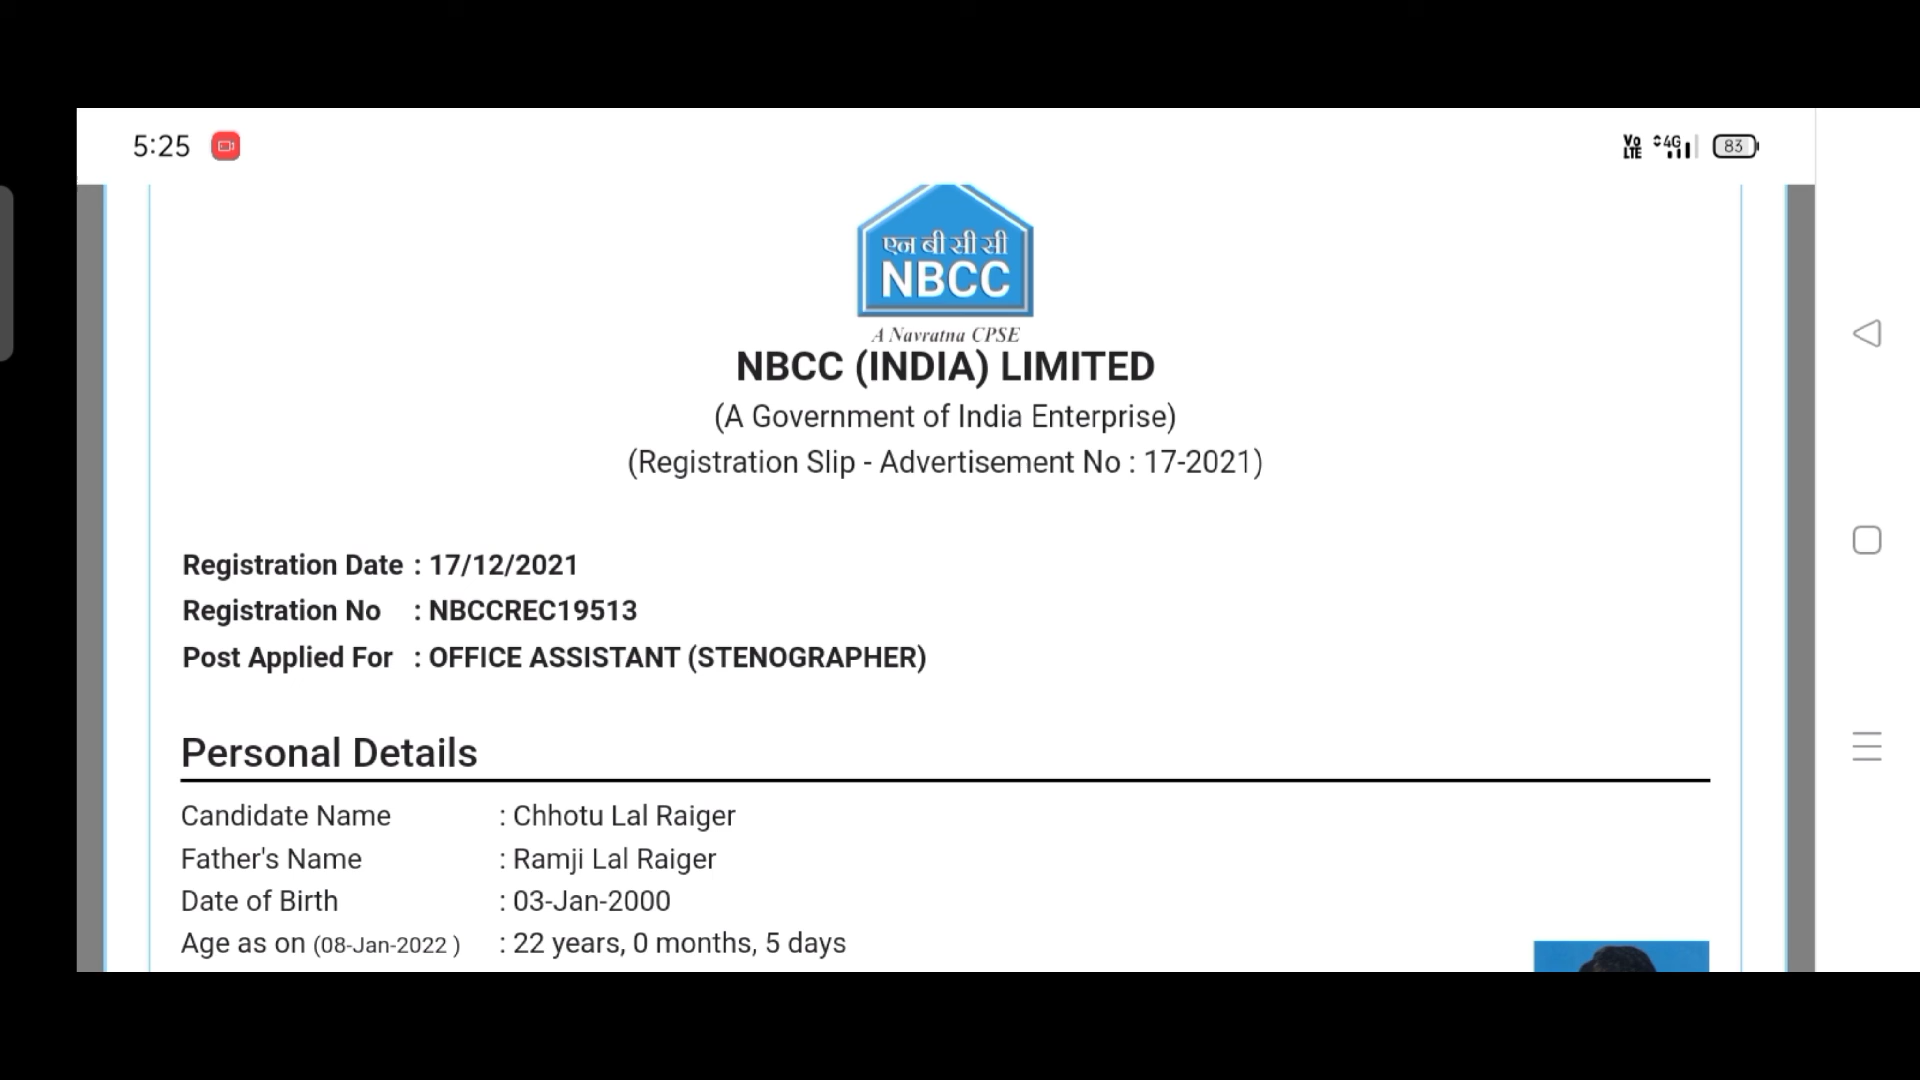 5:25
Vo LTE 4G 83
एन बी सी सी
NBCC
A Navratna CPSE
NBCC (INDIA) LIMITED
(A Government of India Enterprise)
(Registration Slip - Advertisement No : 17-2021)
Registration Date : 17/12/2021
Registration No : NBCCREC19513
Post Applied For : OFFICE ASSISTANT (STENOGRAPHER)
Personal Details
Candidate Name : Chhotu Lal Raiger
Father's Name : Ramji Lal Raiger
Date of Birth : 03-Jan-2000
Age as on (08-Jan-2022 ) : 22 years, 0 months, 5 days